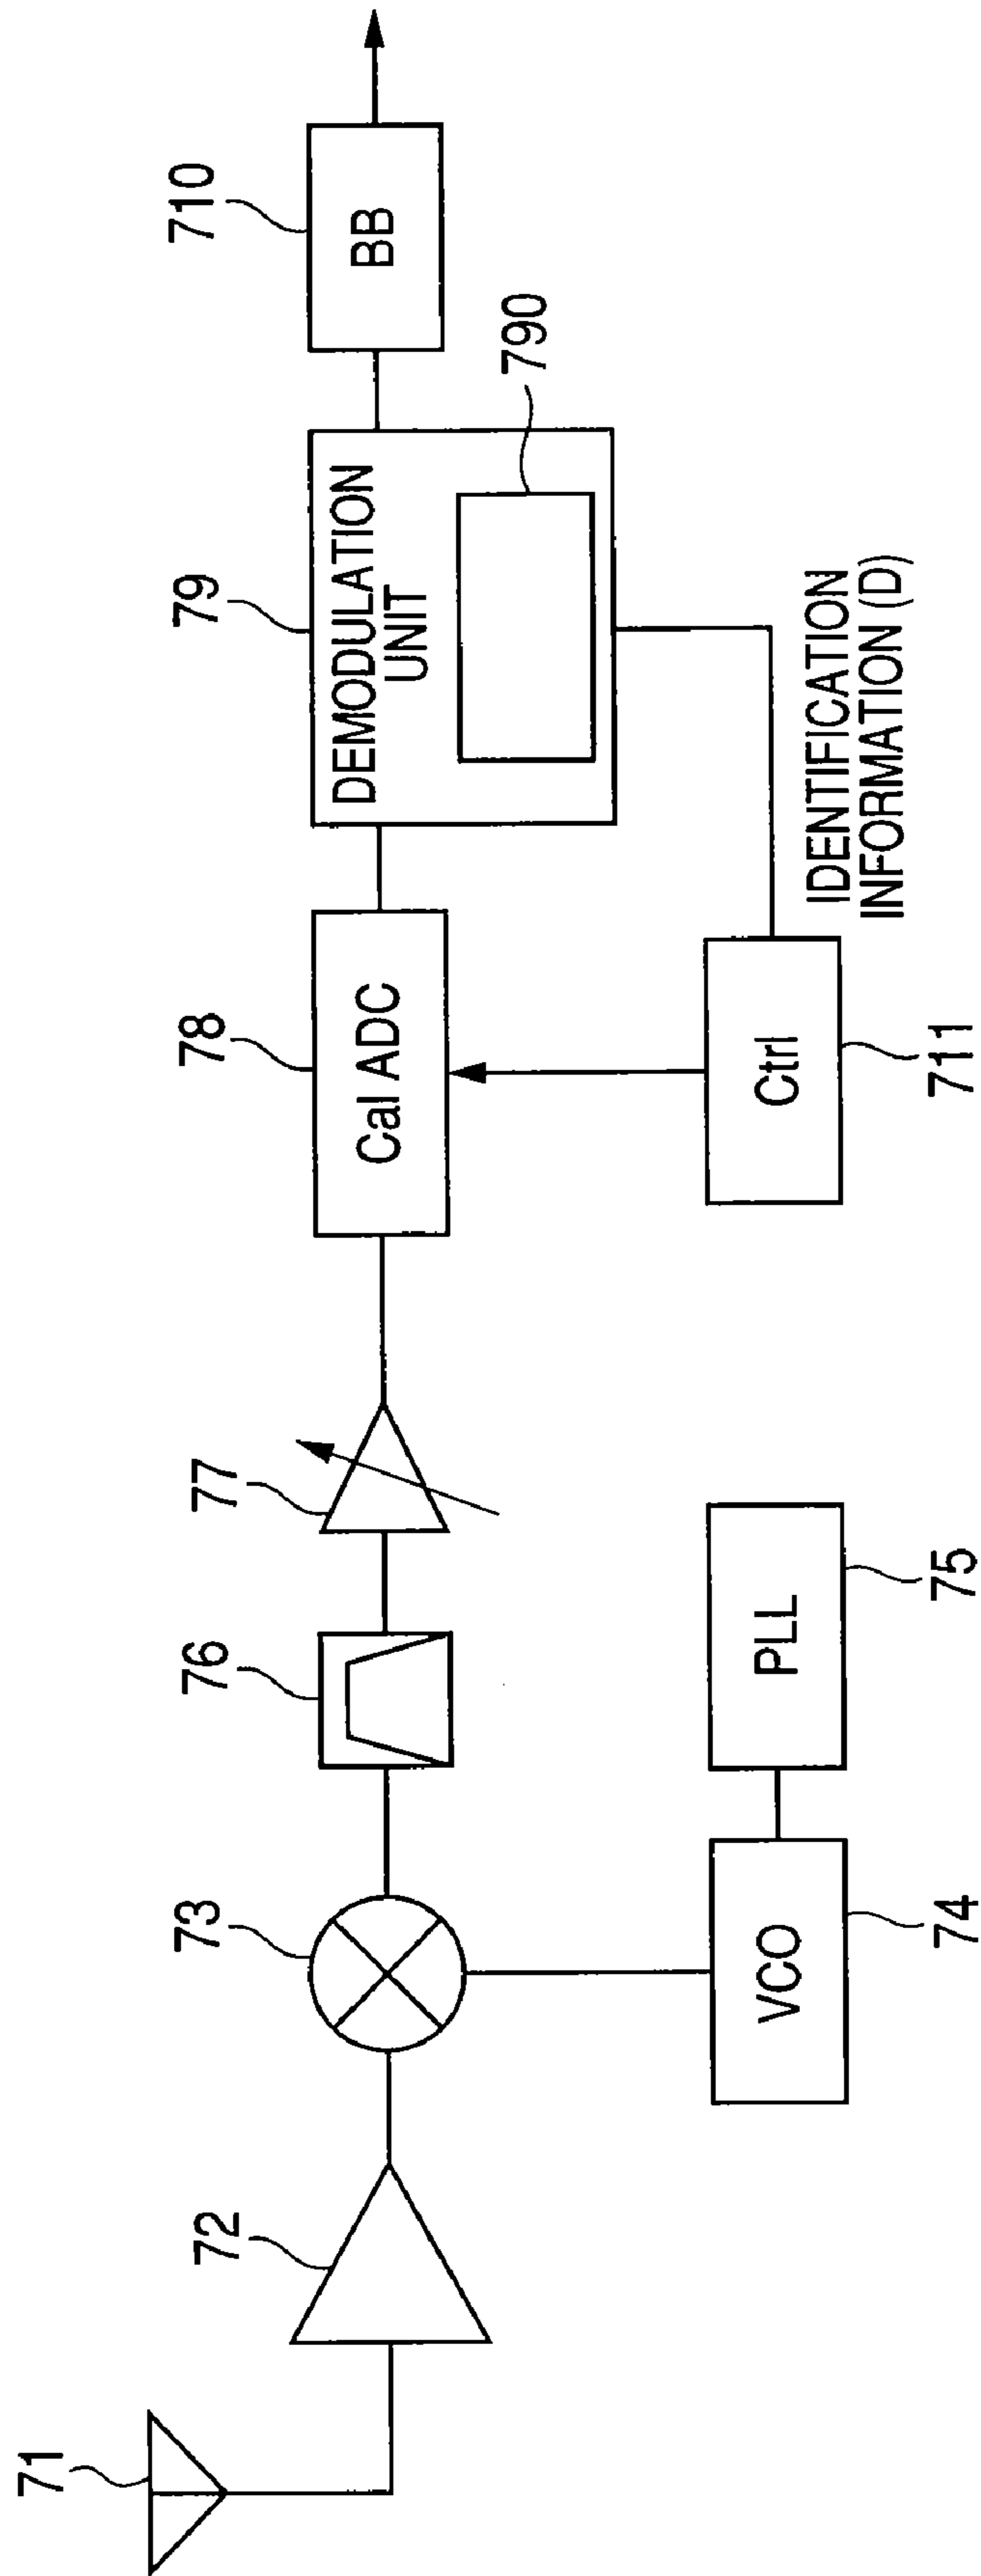 71
72
73
VCO
74
PLL
75
76
77
Cal ADC
78
Ctrl
711
IDENTIFICATION
INFORMATION (D)
79
DEMODULATION
UNIT
790
BB
710